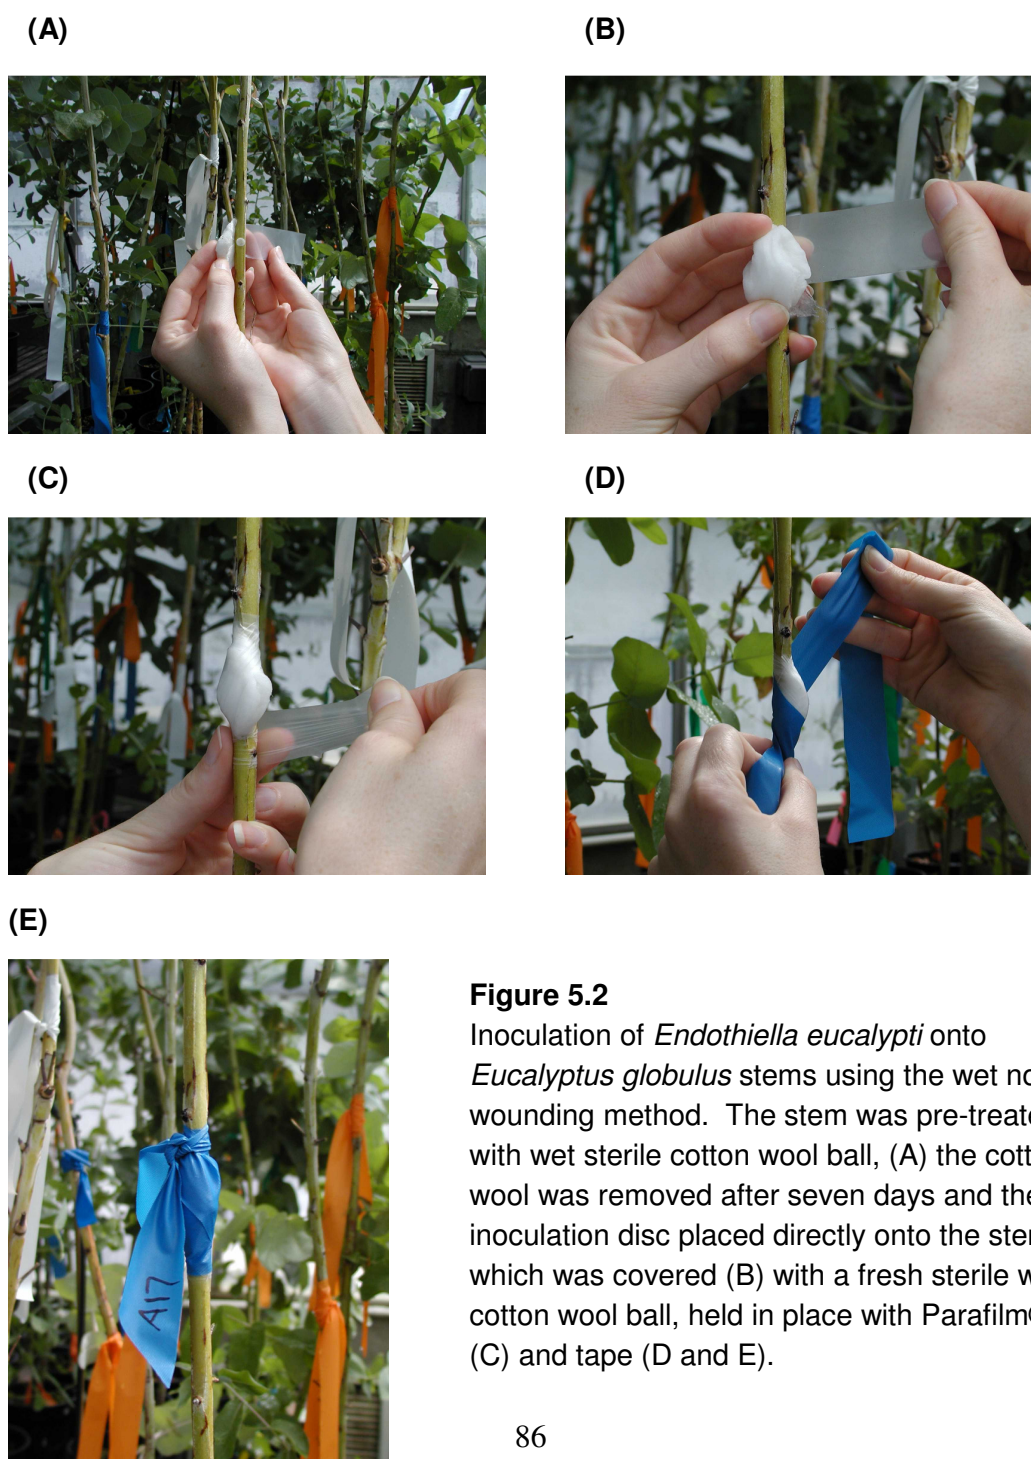 (A)
(B)
(C)
(D)
(E)
A17
Figure 5.2
Inoculation of Endothiella eucalypti onto
Eucalyptus globulus stems using the wet no
wounding method. The stem was pre-treate
with wet sterile cotton wool ball, (A) the cott
wool was removed after seven days and the
inoculation disc placed directly onto the ster
which was covered (B) with a fresh sterile w
cotton wool ball, held in place with Parafilm
(C) and tape (D and E).
86